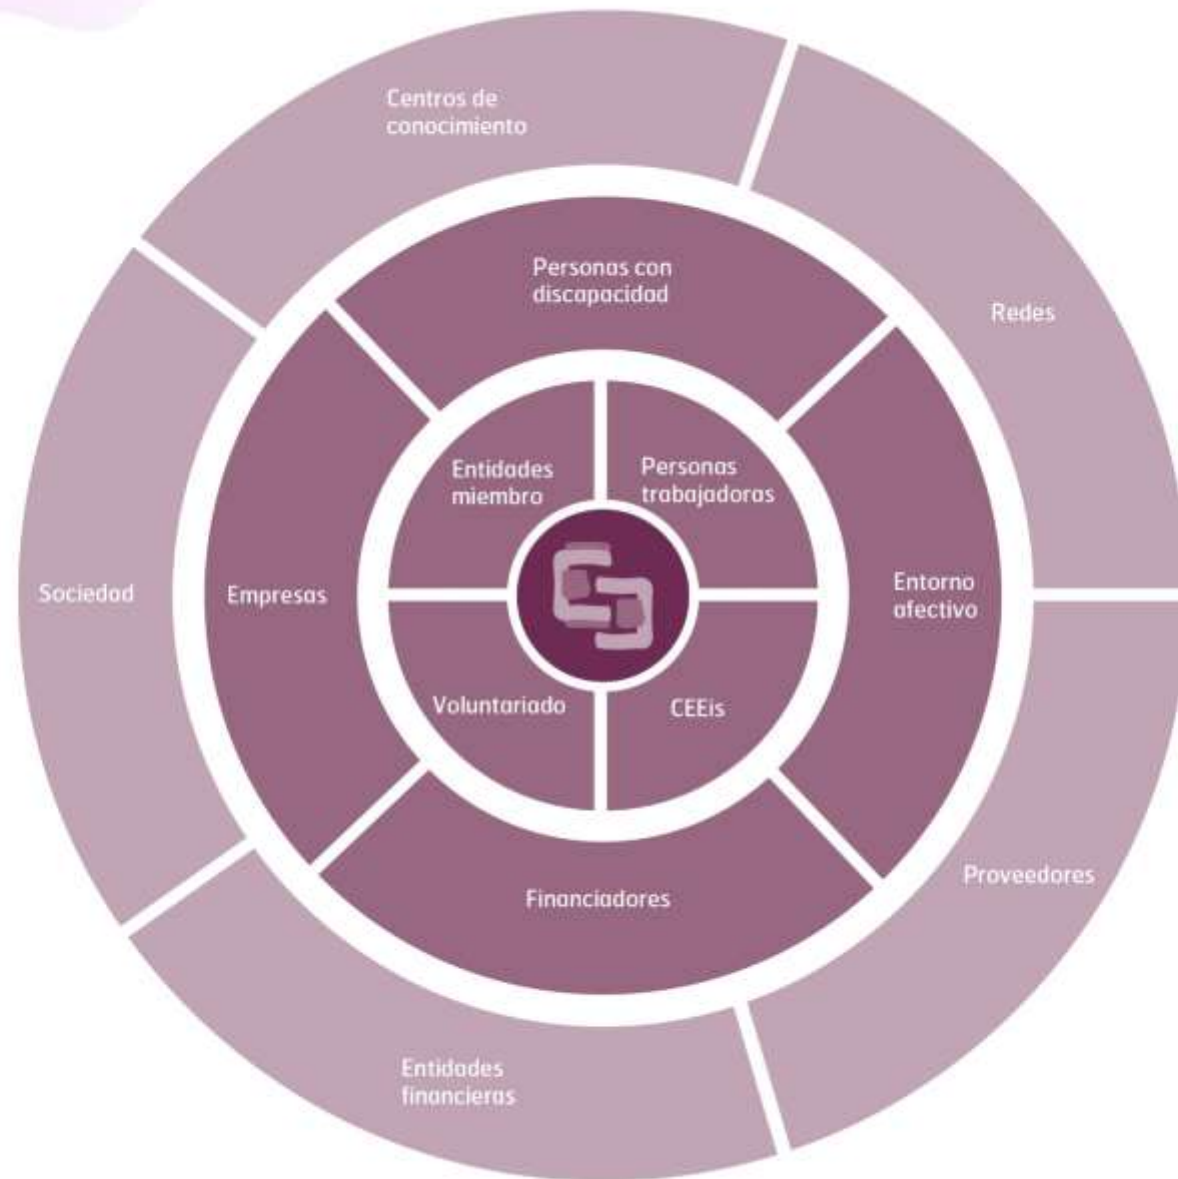 Centros de
conocimiento
Personas con
discapacidad
Redes
Entidades
miembro
Personas
trabajadoras
Sociedad
Empresas
Entorno
afectivo
Voluntariado
CEEis
Proveedores
Financiadores
Entidades
financieras